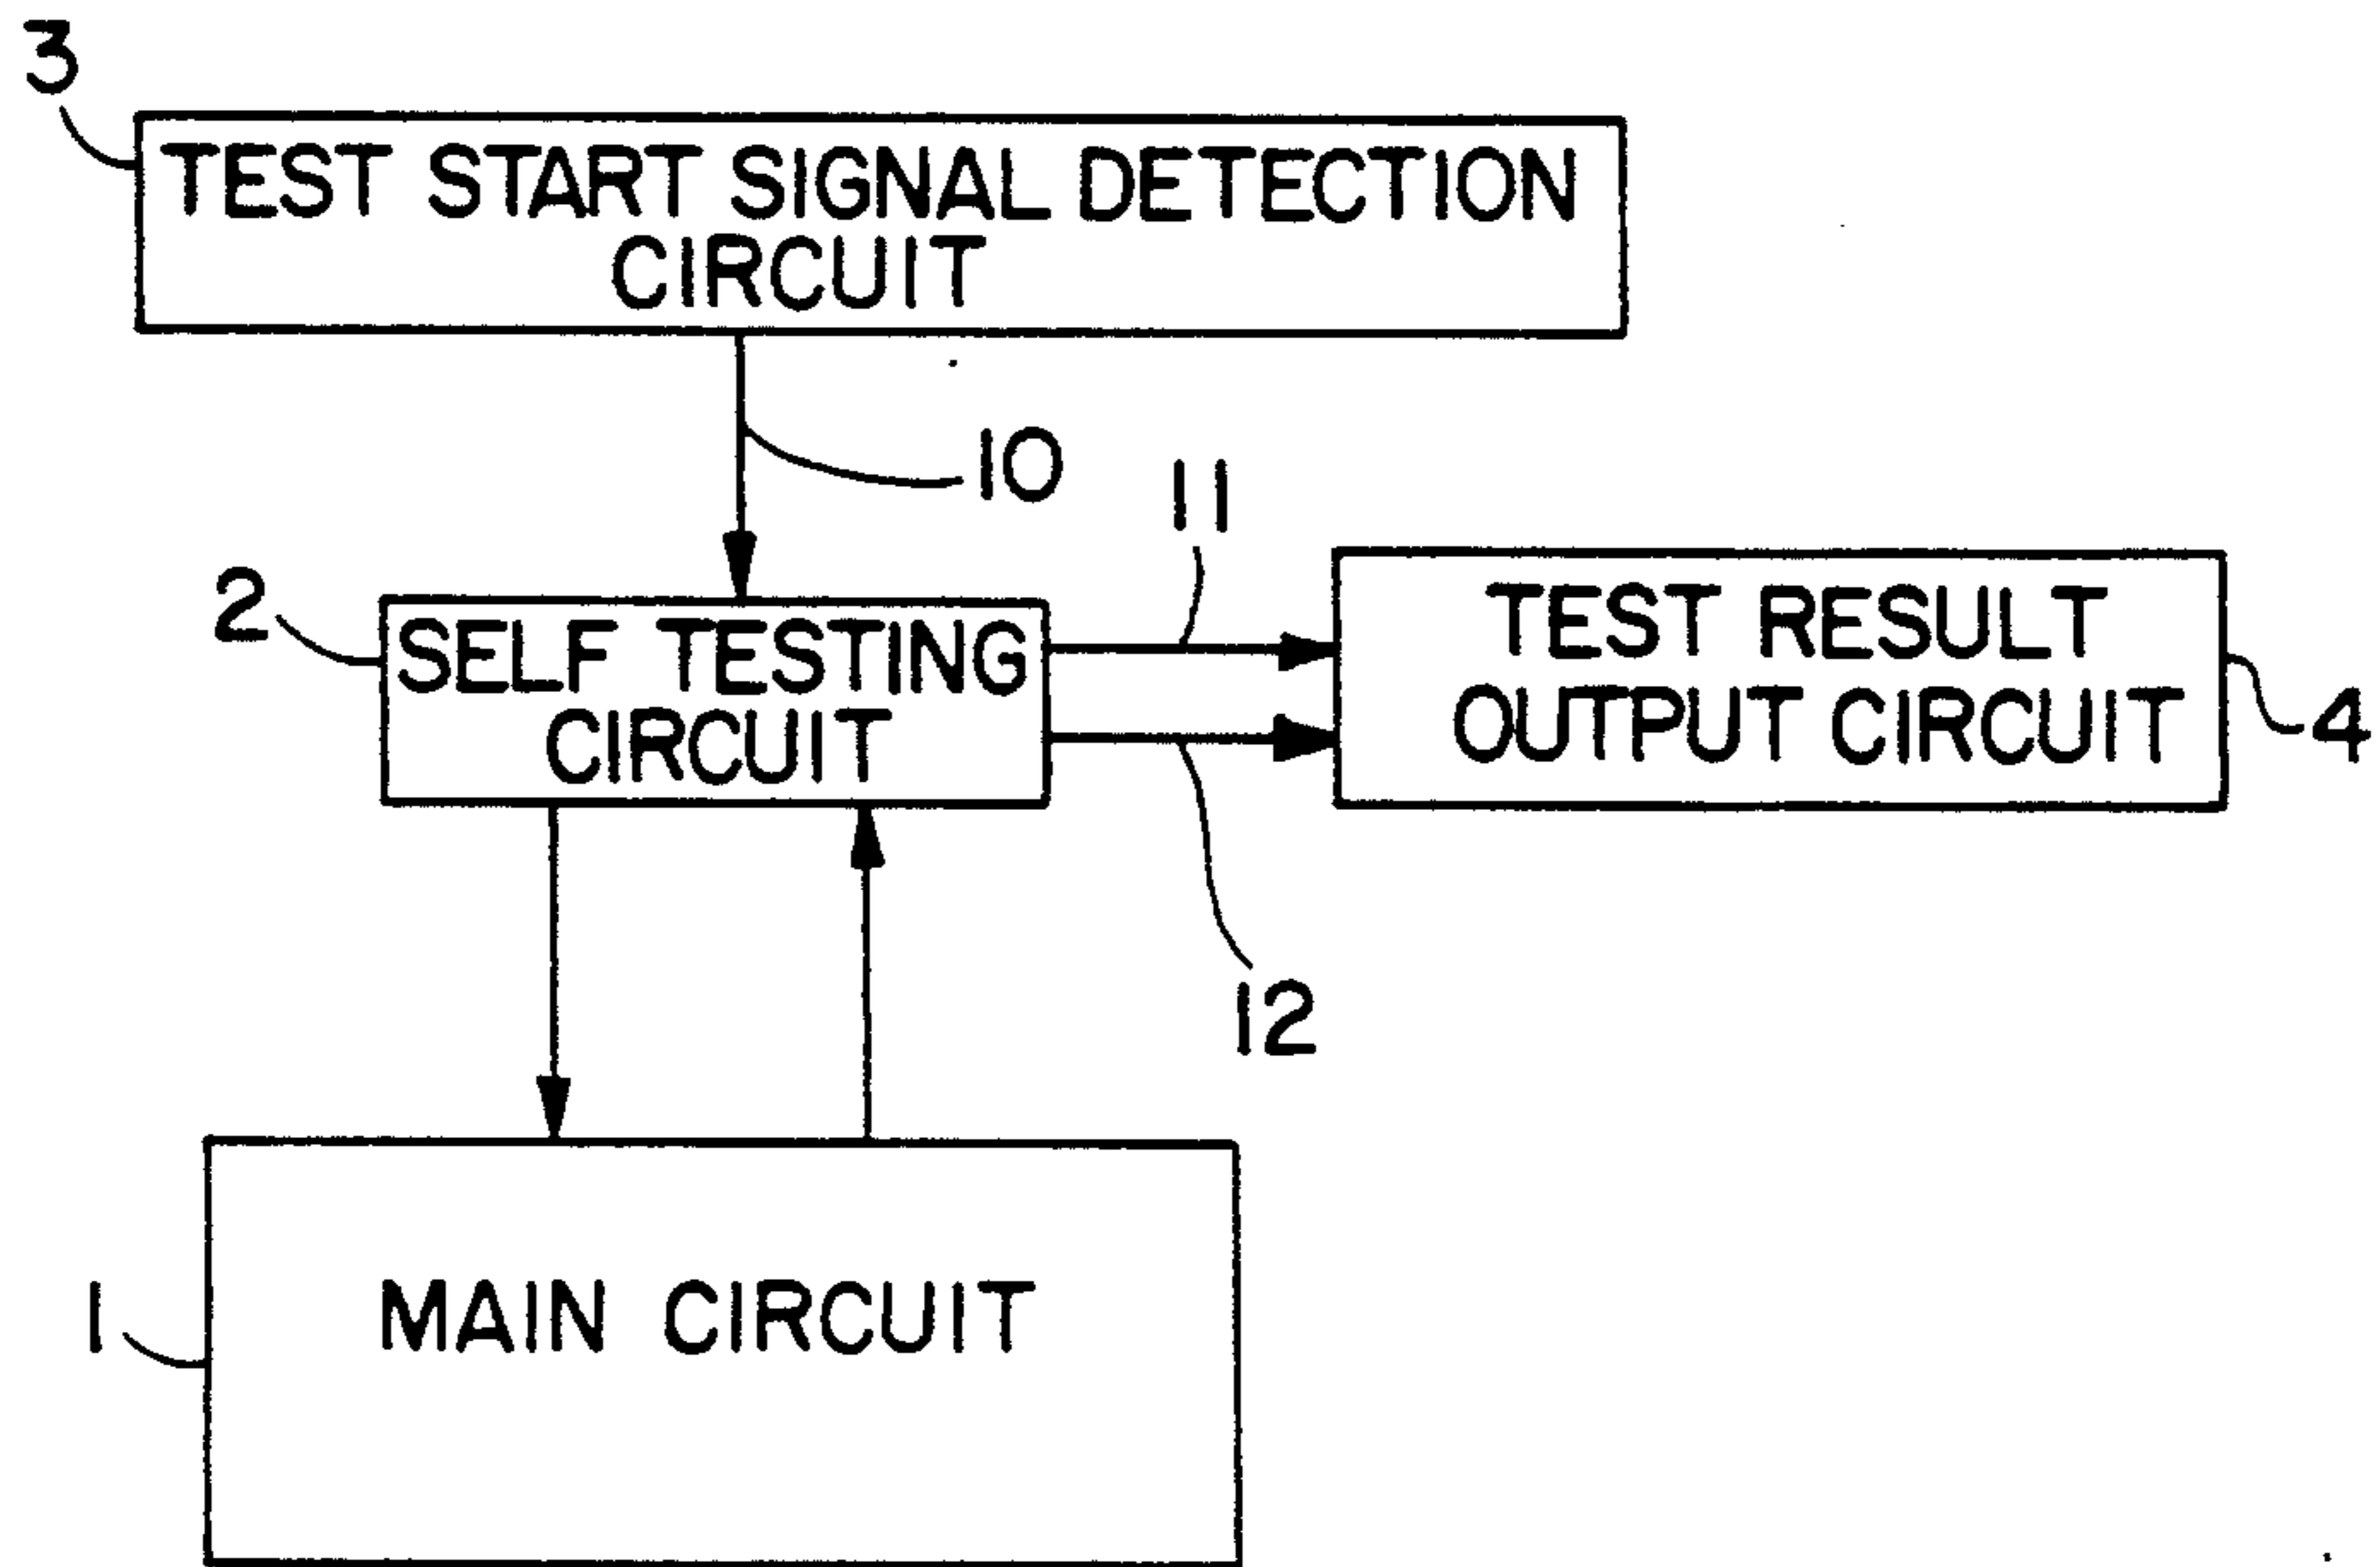 3
TEST START SIGNAL DETECTION
CIRCUIT
10
11
2
SELF TESTING
CIRCUIT
TEST RESULT
OUTPUT CIRCUIT
4
12
1
MAIN CIRCUIT